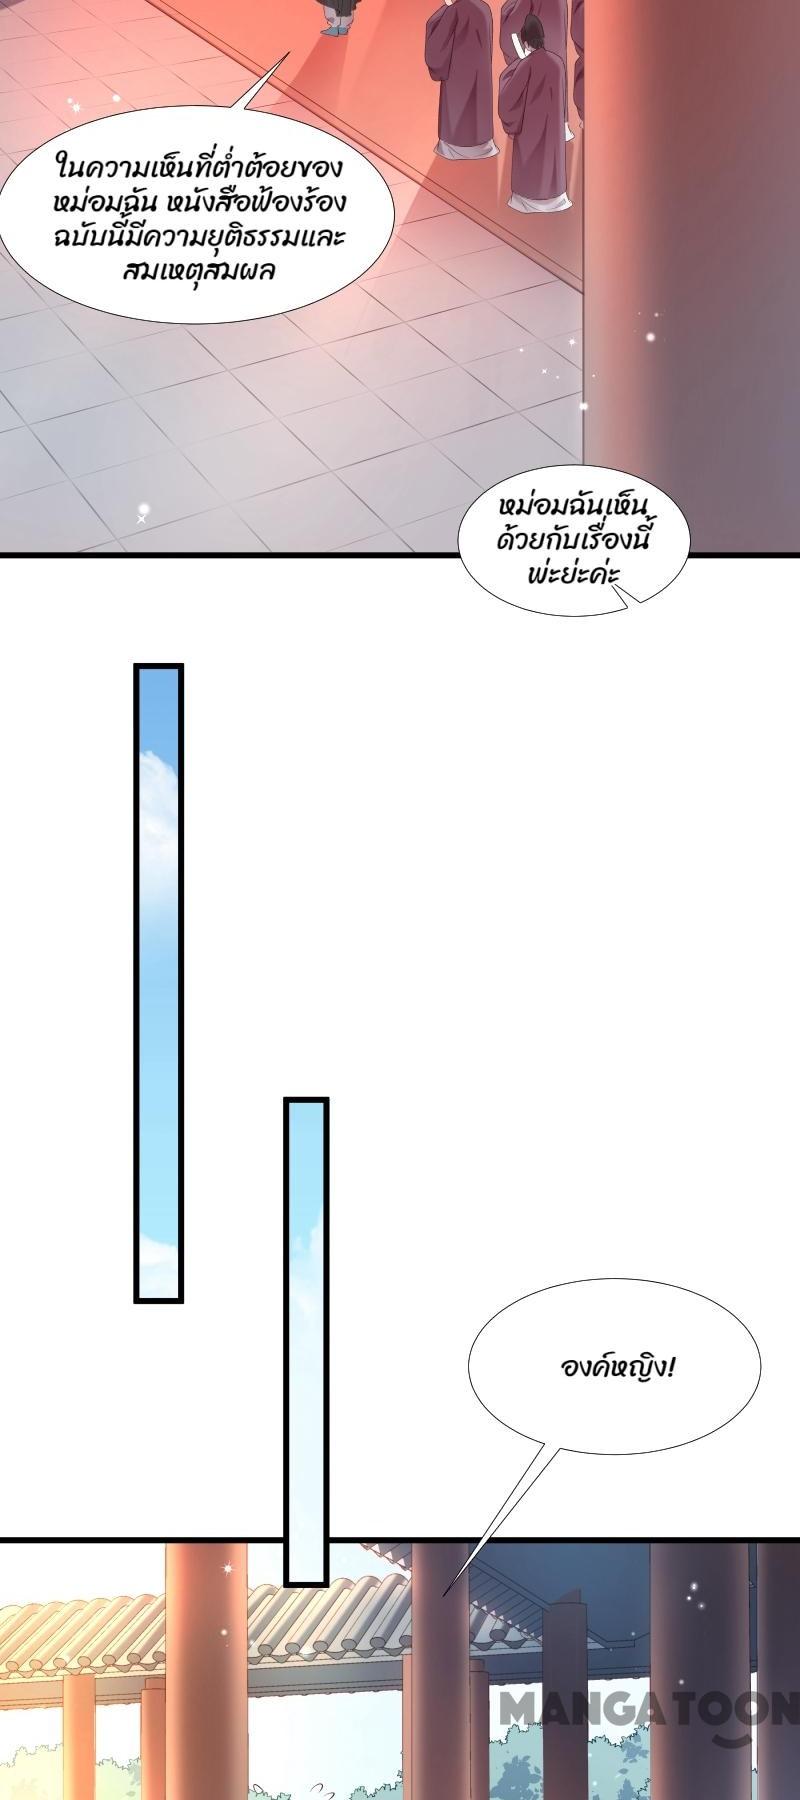 ในความเห็นที่ต่ำต้อยของ
หม่อมฉัน หนังสือฟ้องร้อง
ฉบับนี้มีความยุติธรรมและ
สมเหตุสมผล
หม่อมฉันเห็น
ด้วยกับเรื่องนี้
พ่ะย่ะค่ะ
องค์หญิง!
MANGATOON